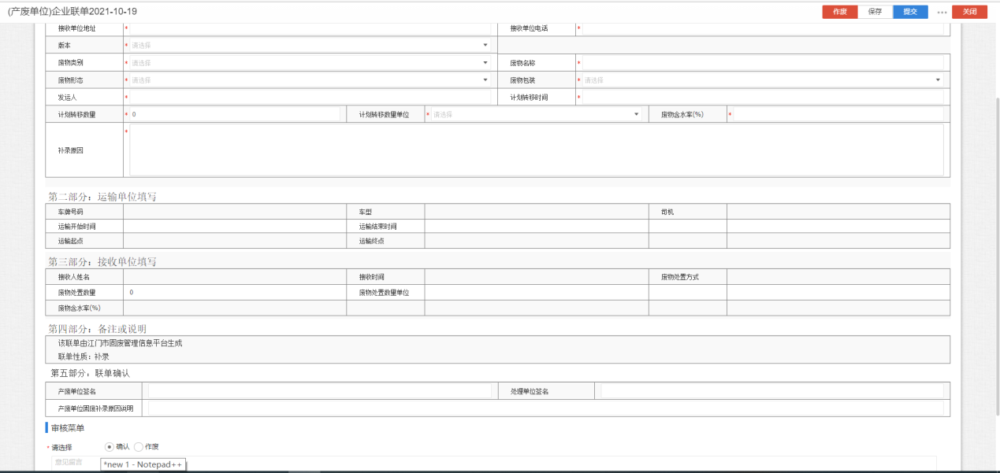 (产废单位)企业联单2021-10-19 作废 保存 提交 ... 关闭
接收单位地址 * 接收单位电话 *
版本 * 请选择
废物类别 * 请选择 废物名称 *
废物形态 * 请选择 废物包装 * 请选择
发运人 * 计划转移时间 *
计划转移数量 * 0 计划转移数量单位 * 请选择 废物含水率(%) *
补录原因 *
第二部分：运输单位填写
车牌号码 车型 司机
运输开始时间 运输结束时间
运输起点 运输终点
第三部分：接收单位填写
接收人姓名 接收时间 废物处置方式
废物处置数量 0 废物处置数量单位
废物含水率(%)
第四部分：备注或说明
该联单由江门市固废管理信息平台生成
联单性质：补录
第五部分：联单确认
产废单位签名 处理单位签名
产废单位固废补录原因说明
审核菜单
* 请选择 确认 作废
意见留言
*new 1 - Notepad++